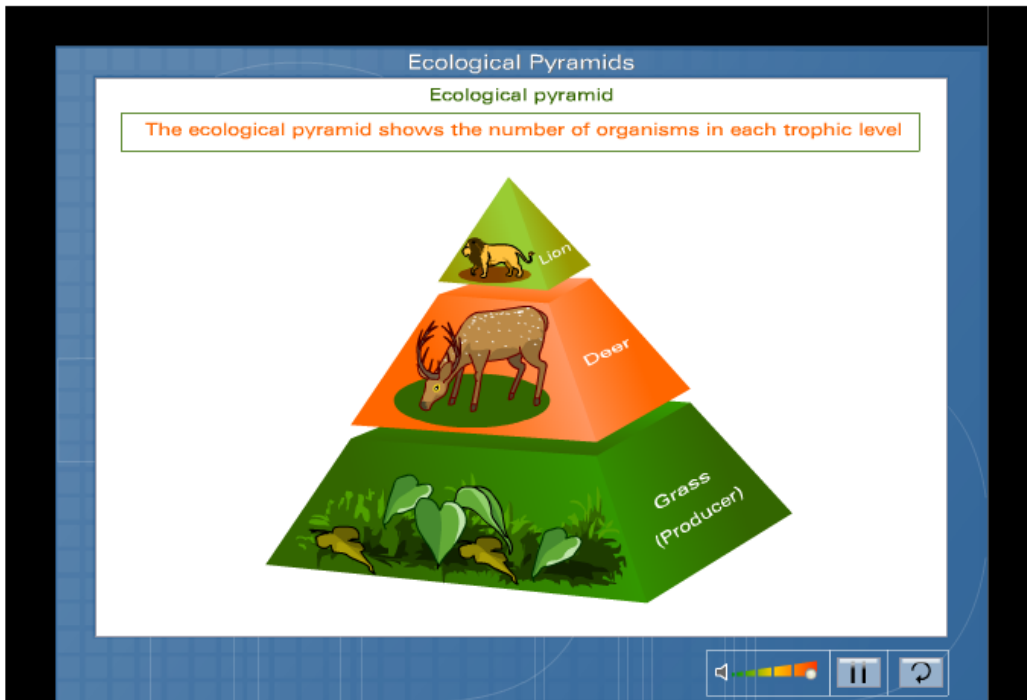 Ecological Pyramids
Ecological pyramid
The ecological pyramid shows the number of organisms in each trophic level
Lion
Deer
Grass
(Producer)